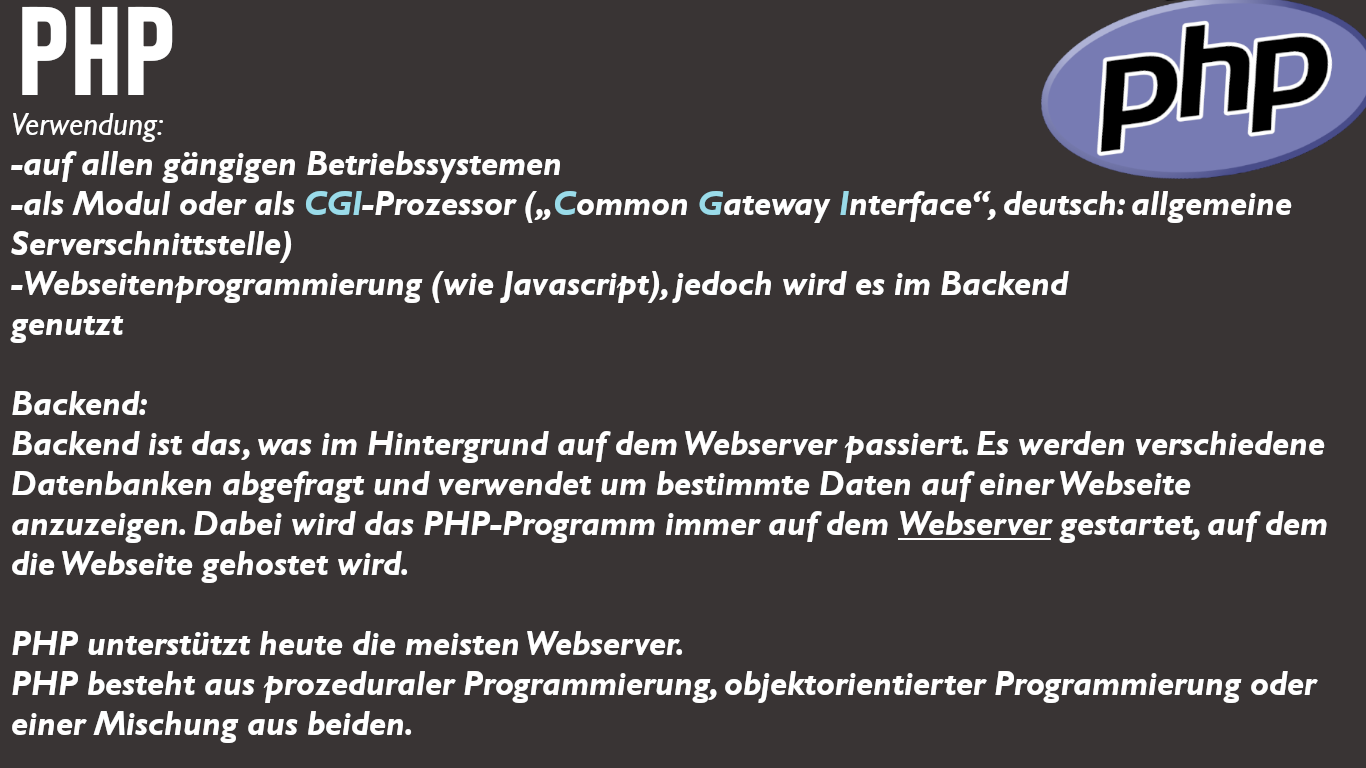 PHP
php
Verwendung:
-auf allen gängigen Betriebssystemen
-als Modul oder als CGI-Prozessor („Common Gateway Interface“, deutsch: allgemeine
Serverschnittstelle)
-Webseitenprogrammierung (wie Javascript), jedoch wird es im Backend
genutzt
Backend:
Backend ist das, was im Hintergrund auf dem Webserver passiert. Es werden verschiedene
Datenbanken abgefragt und verwendet um bestimmte Daten auf einer Webseite
anzuzeigen. Dabei wird das PHP-Programm immer auf dem Webserver gestartet, auf dem
die Webseite gehostet wird.
PHP unterstützt heute die meisten Webserver.
PHP besteht aus prozeduraler Programmierung, objektorientierter Programmierung oder
einer Mischung aus beiden.